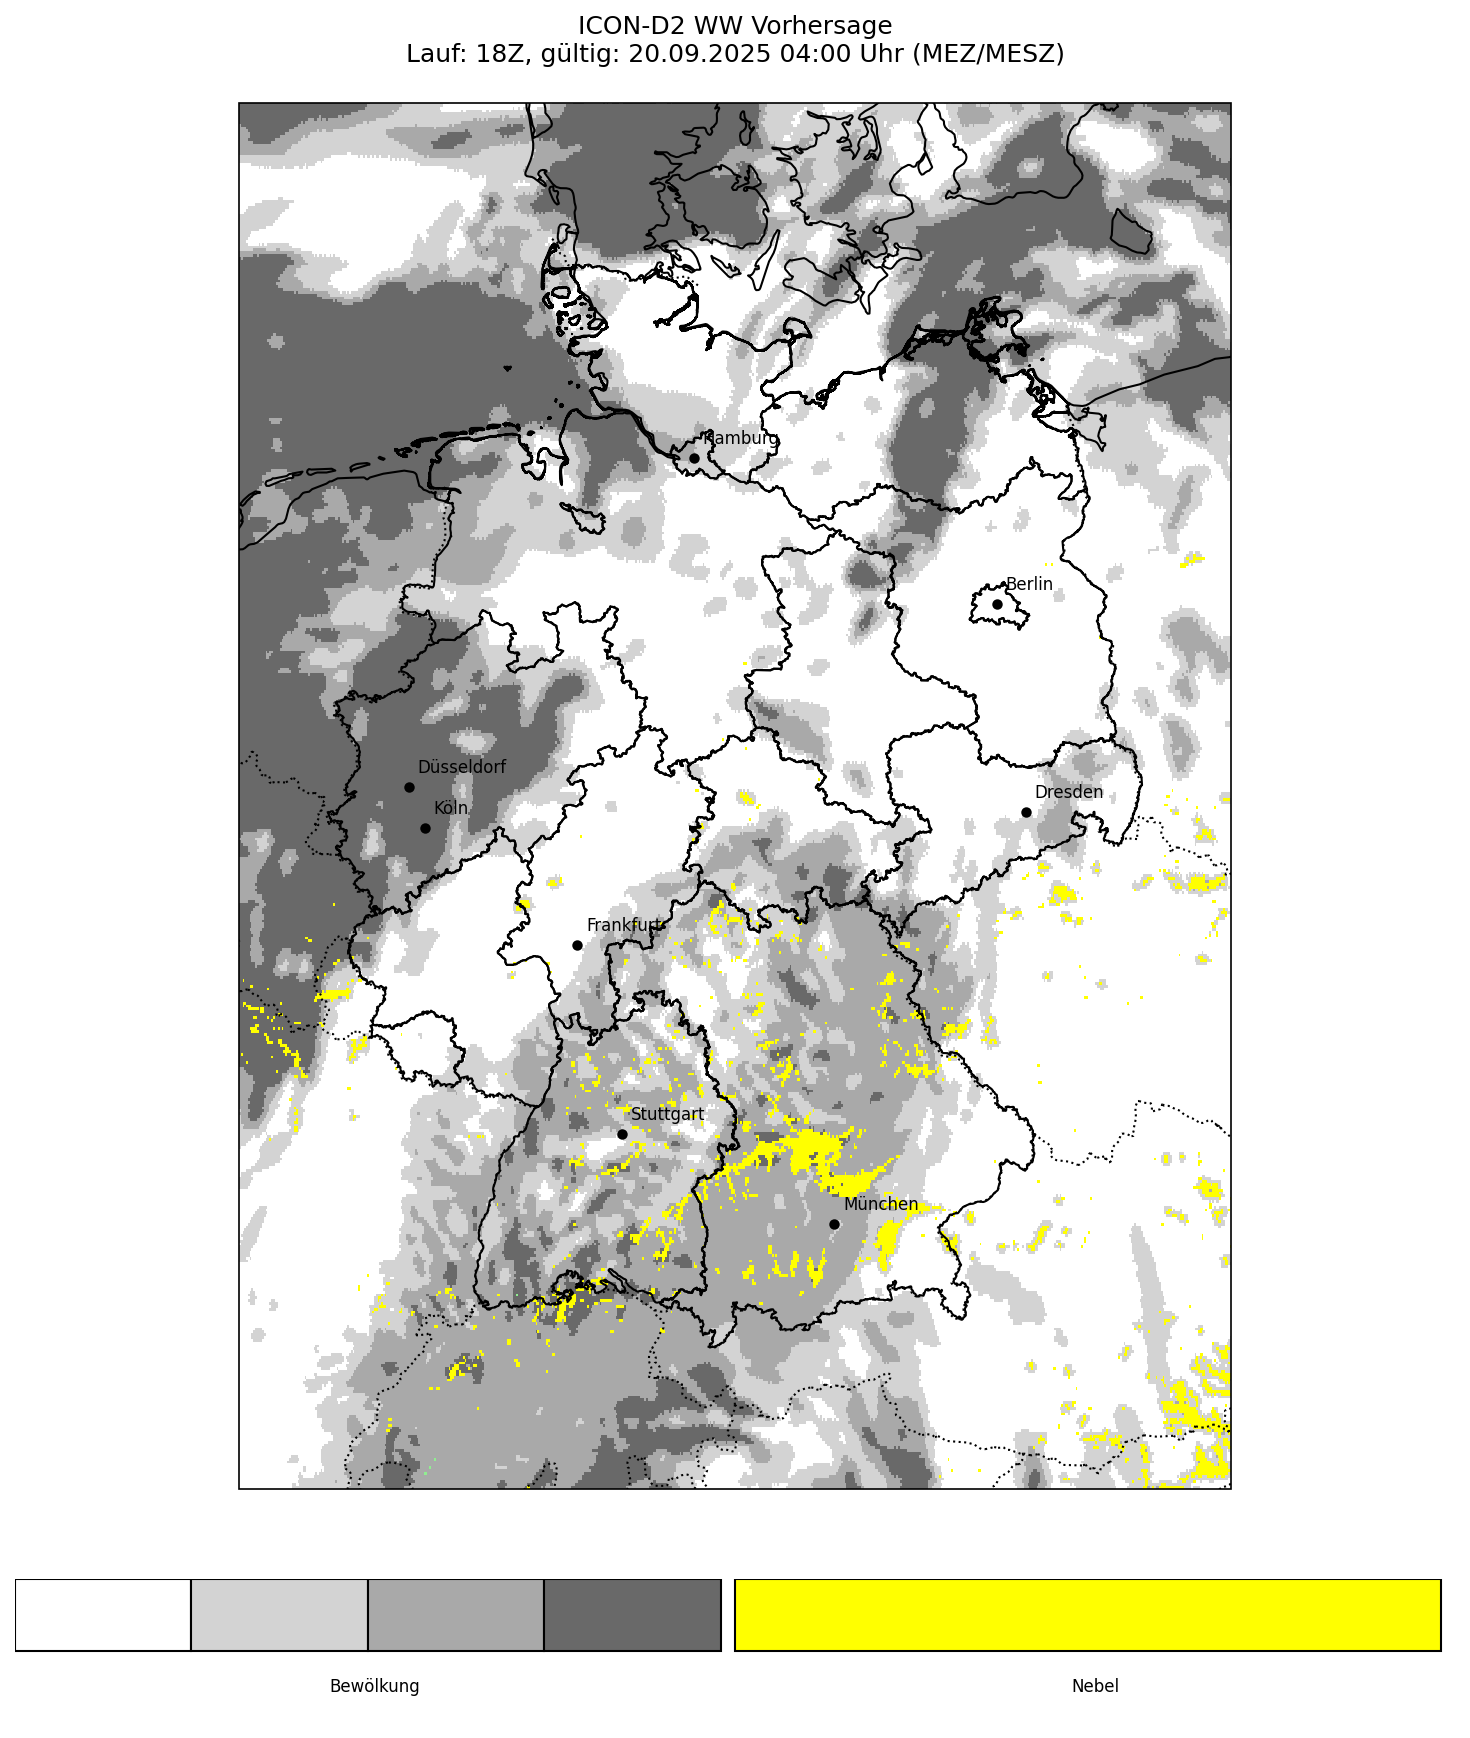 ICON-D2 WW Vorhersage
Lauf: 18Z, gültig: 20.09.2025 04:00 Uhr (MEZ/MESZ)
Hamburg
Berlin
Düsseldorf
Köln
Dresden
Frankfurt
Stuttgart
München
Bewölkung
Nebel